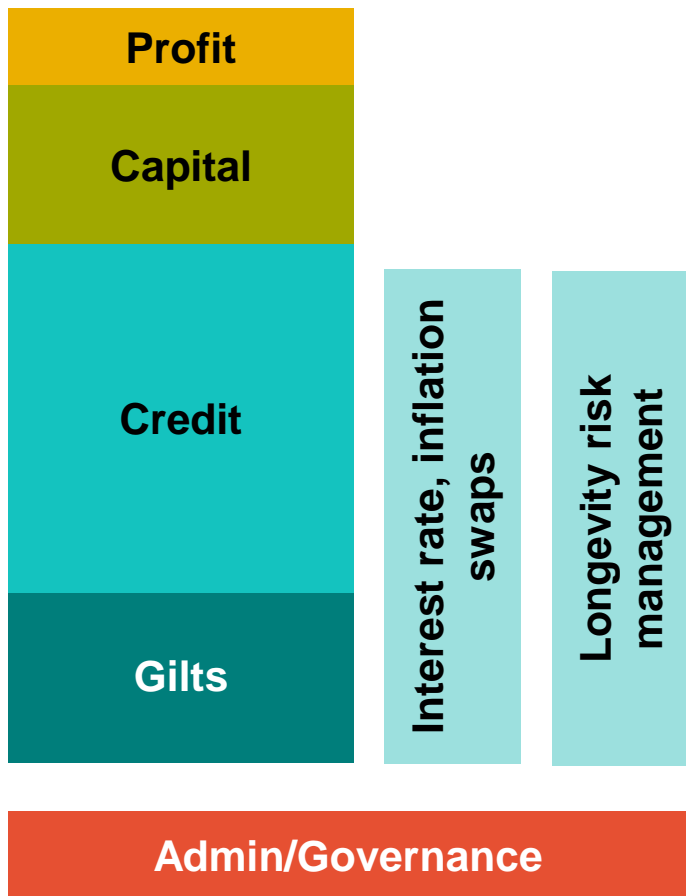 Profit
Capital
Credit
Gilts
Interest rate, inflation
swaps
Longevity risk
management
Admin/Governance